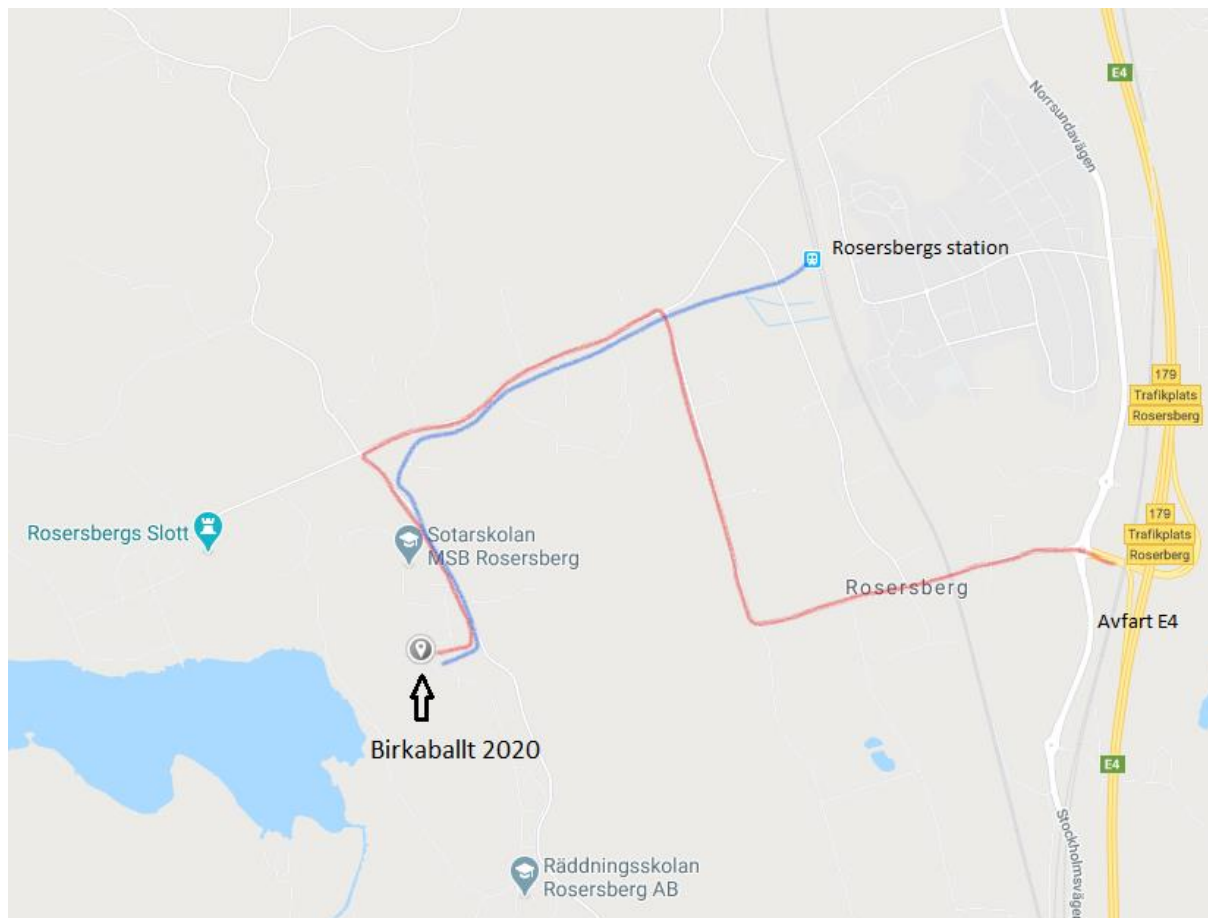 E4
Norrsundavägen
Rosersbergs station
179
Trafikplats
Rosersberg
Rosersbergs Slott
Sotarskolan
MSB Rosersberg
179
Trafikplats
Roserberg
Rosersberg
Avfart E4
Birkaballt 2020
E4
Stockholmsvägen
Räddningsskolan
Rosersberg AB